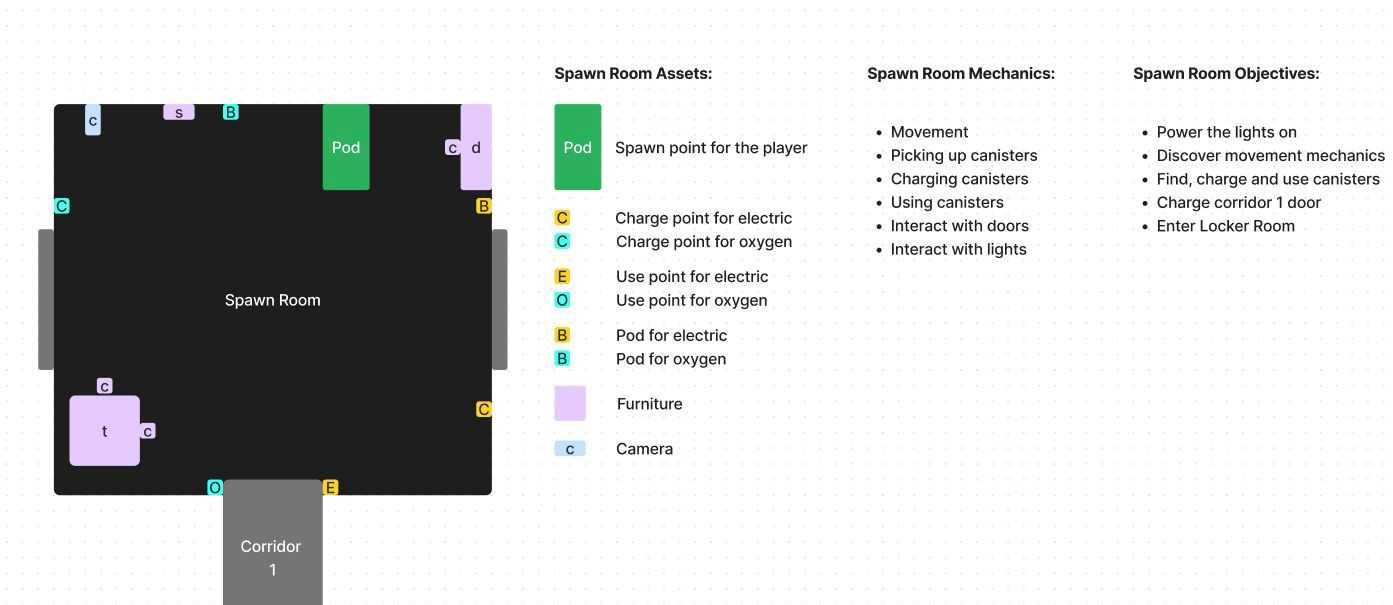 c
s
B
Pod
c
d
C
B
Spawn Room
c
t
c
C
O
E
Corridor
1
Spawn Room Assets:
Pod
Spawn point for the player
C
Charge point for electric
C
Charge point for oxygen
E
Use point for electric
O
Use point for oxygen
B
Pod for electric
B
Pod for oxygen
Furniture
c
Camera
Spawn Room Mechanics:
• Movement
• Picking up canisters
• Charging canisters
• Using canisters
• Interact with doors
• Interact with lights
Spawn Room Objectives:
• Power the lights on
• Discover movement mechanics
• Find, charge and use canisters
• Charge corridor 1 door
• Enter Locker Room